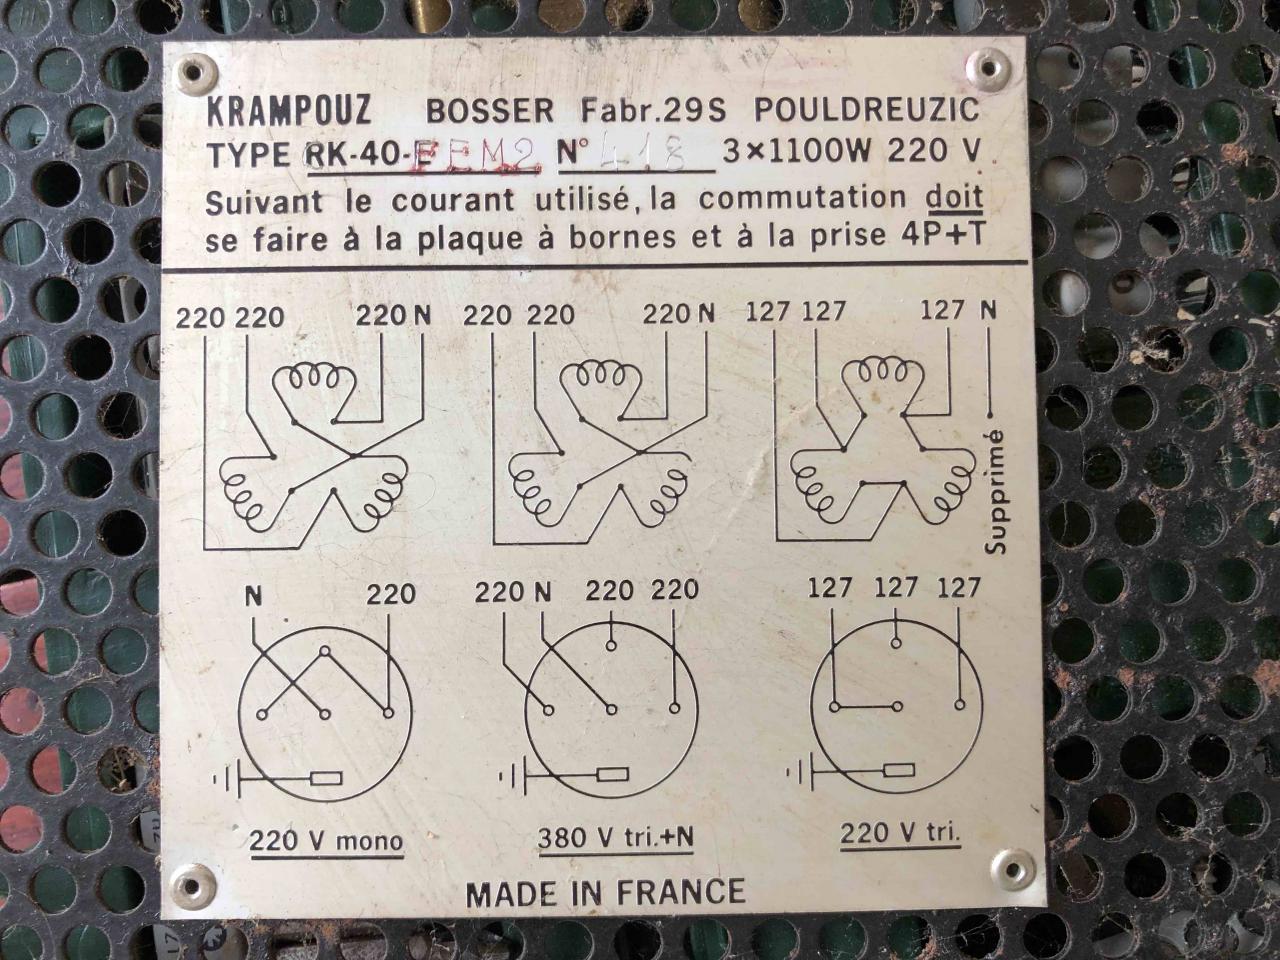 KRAMPOUZ BOSSER Fabr.29S POULDREUZIC
TYPE RK-40-EEM2 N° 418 3×1100W 220 V.
Suivant le courant utilisé, la commutation doit
se faire à la plaque à bornes et à la prise 4P+T
220 220 220 N 220 220 220 N 127 127 127 N
Supprimé
N 220 220 N 220 220 127 127 127
220 V mono 380 V tri.+N 220 V tri.
MADE IN FRANCE